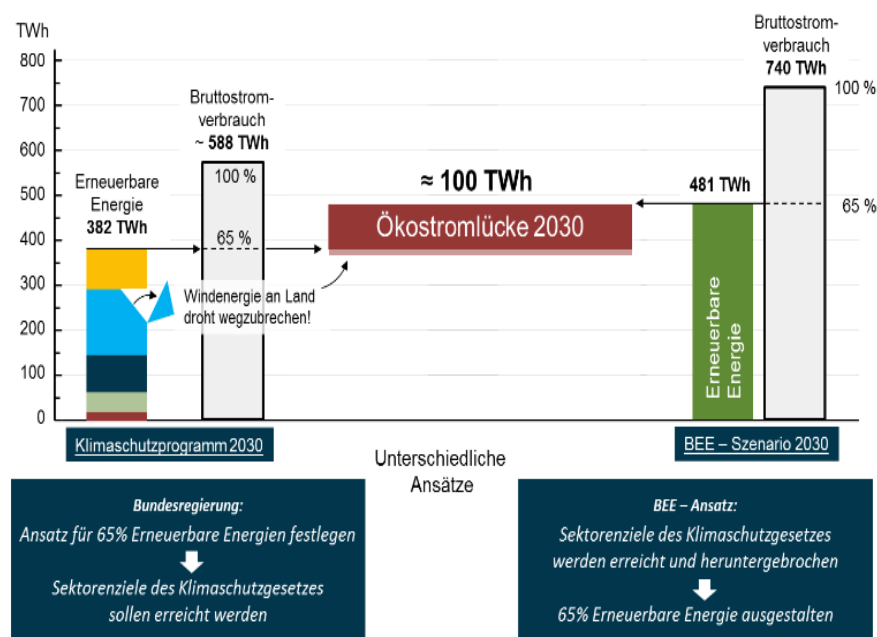 TWh
800
700
600
500
400
300
200
100
0
Erneuerbare
Energie
382 TWh
Bruttostrom-
verbrauch
~ 588 TWh
100 %
65 %
Windenergie an Land
droht wegzubrechen!
≈ 100 TWh
Ökostromlücke 2030
481 TWh
Erneuerbare
Energie
Bruttostrom-
verbrauch
740 TWh
100 %
65 %
Klimaschutzprogramm 2030
Unterschiedliche
Ansätze
BEE – Szenario 2030
Bundesregierung:
Ansatz für 65% Erneuerbare Energien festlegen
Sektorenziele des Klimaschutzgesetzes
sollen erreicht werden
BEE – Ansatz:
Sektorenziele des Klimaschutzgesetzes
werden erreicht und heruntergebrochen
65% Erneuerbare Energie ausgestalten